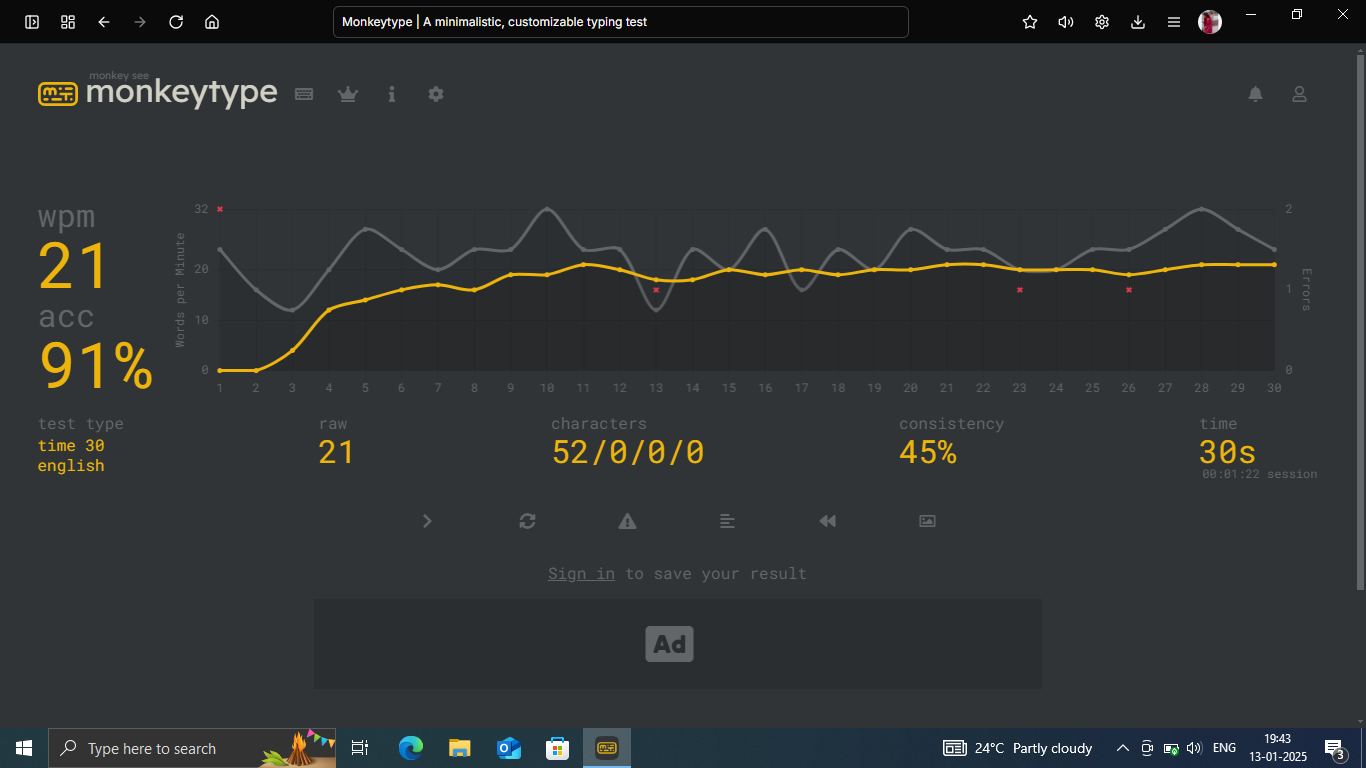 Monkeytype | A minimalistic, customizable typing test
monkey see
monkeytype
wpm
21
acc
91%
Words per Minute
32
20
10
0
2
1
0
Errors
1 2 3 4 5 6 7 8 9 10 11 12 13 14 15 16 17 18 19 20 21 22 23 24 25 26 27 28 29 30
test type
time 30
english
raw
21
characters
52/0/0/0
consistency
45%
time
30s
00:01:22 session
Sign in to save your result
Ad
Type here to search
24°C Partly cloudy
ENG
19:43
13-01-2025
3